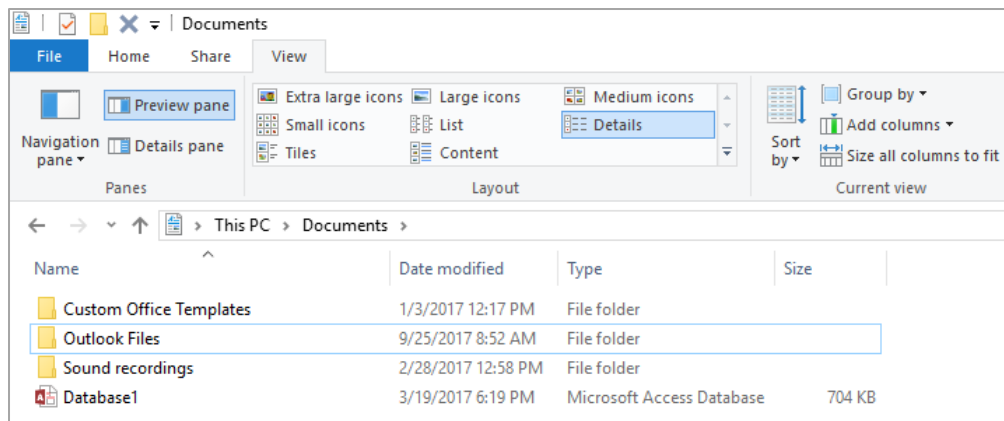 Documents
File Home Share View
Extra large icons Large icons Medium icons Group by
Preview pane
Small icons List Details Add columns
Navigation pane Details pane Sort by
Tiles Content Size all columns to fit
Panes Layout Current view
This PC > Documents >
Name Date modified Type Size
Custom Office Templates 1/3/2017 12:17 PM File folder
Outlook Files 9/25/2017 8:52 AM File folder
Sound recordings 2/28/2017 12:58 PM File folder
Database1 3/19/2017 6:19 PM Microsoft Access Database 704 KB